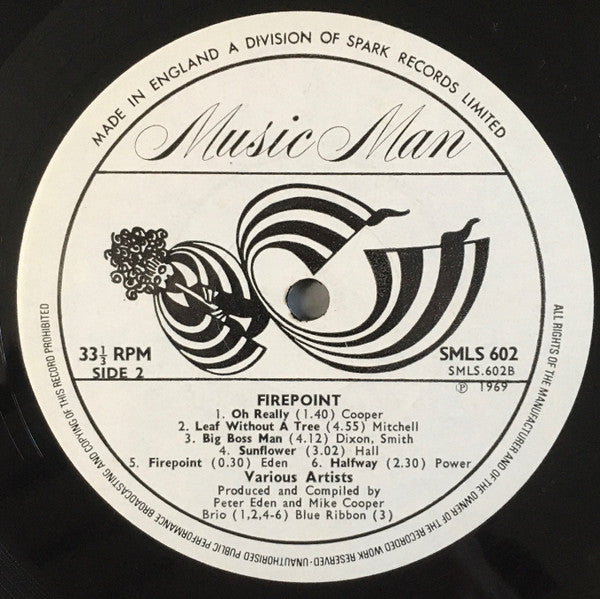 MADE IN ENGLAND A DIVISION OF SPARK RECORDS LIMITED
Music Man
33⅓ RPM
SIDE 2
SMLS 602
SMLS.602B
℗ 1969
FIREPOINT
1. Oh Really (1.40) Cooper
2. Leaf Without A Tree (4.55) Mitchell
3. Big Boss Man (4.12) Dixon, Smith
4. Sunflower (3.02) Hall
5. Firepoint (0.30) Eden 6. Halfway (2.30) Power
Various Artists
Produced and Compiled by
Peter Eden and Mike Cooper
Brio (1,2,4-6) Blue Ribbon (3)
ALL RIGHTS OF THE MANUFACTURER AND OF THE OWNER OF THE RECORDED WORK RESERVED - UNAUTHORISED PUBLIC PERFORMANCE BROADCASTING AND COPYING OF THIS RECORD PROHIBITED